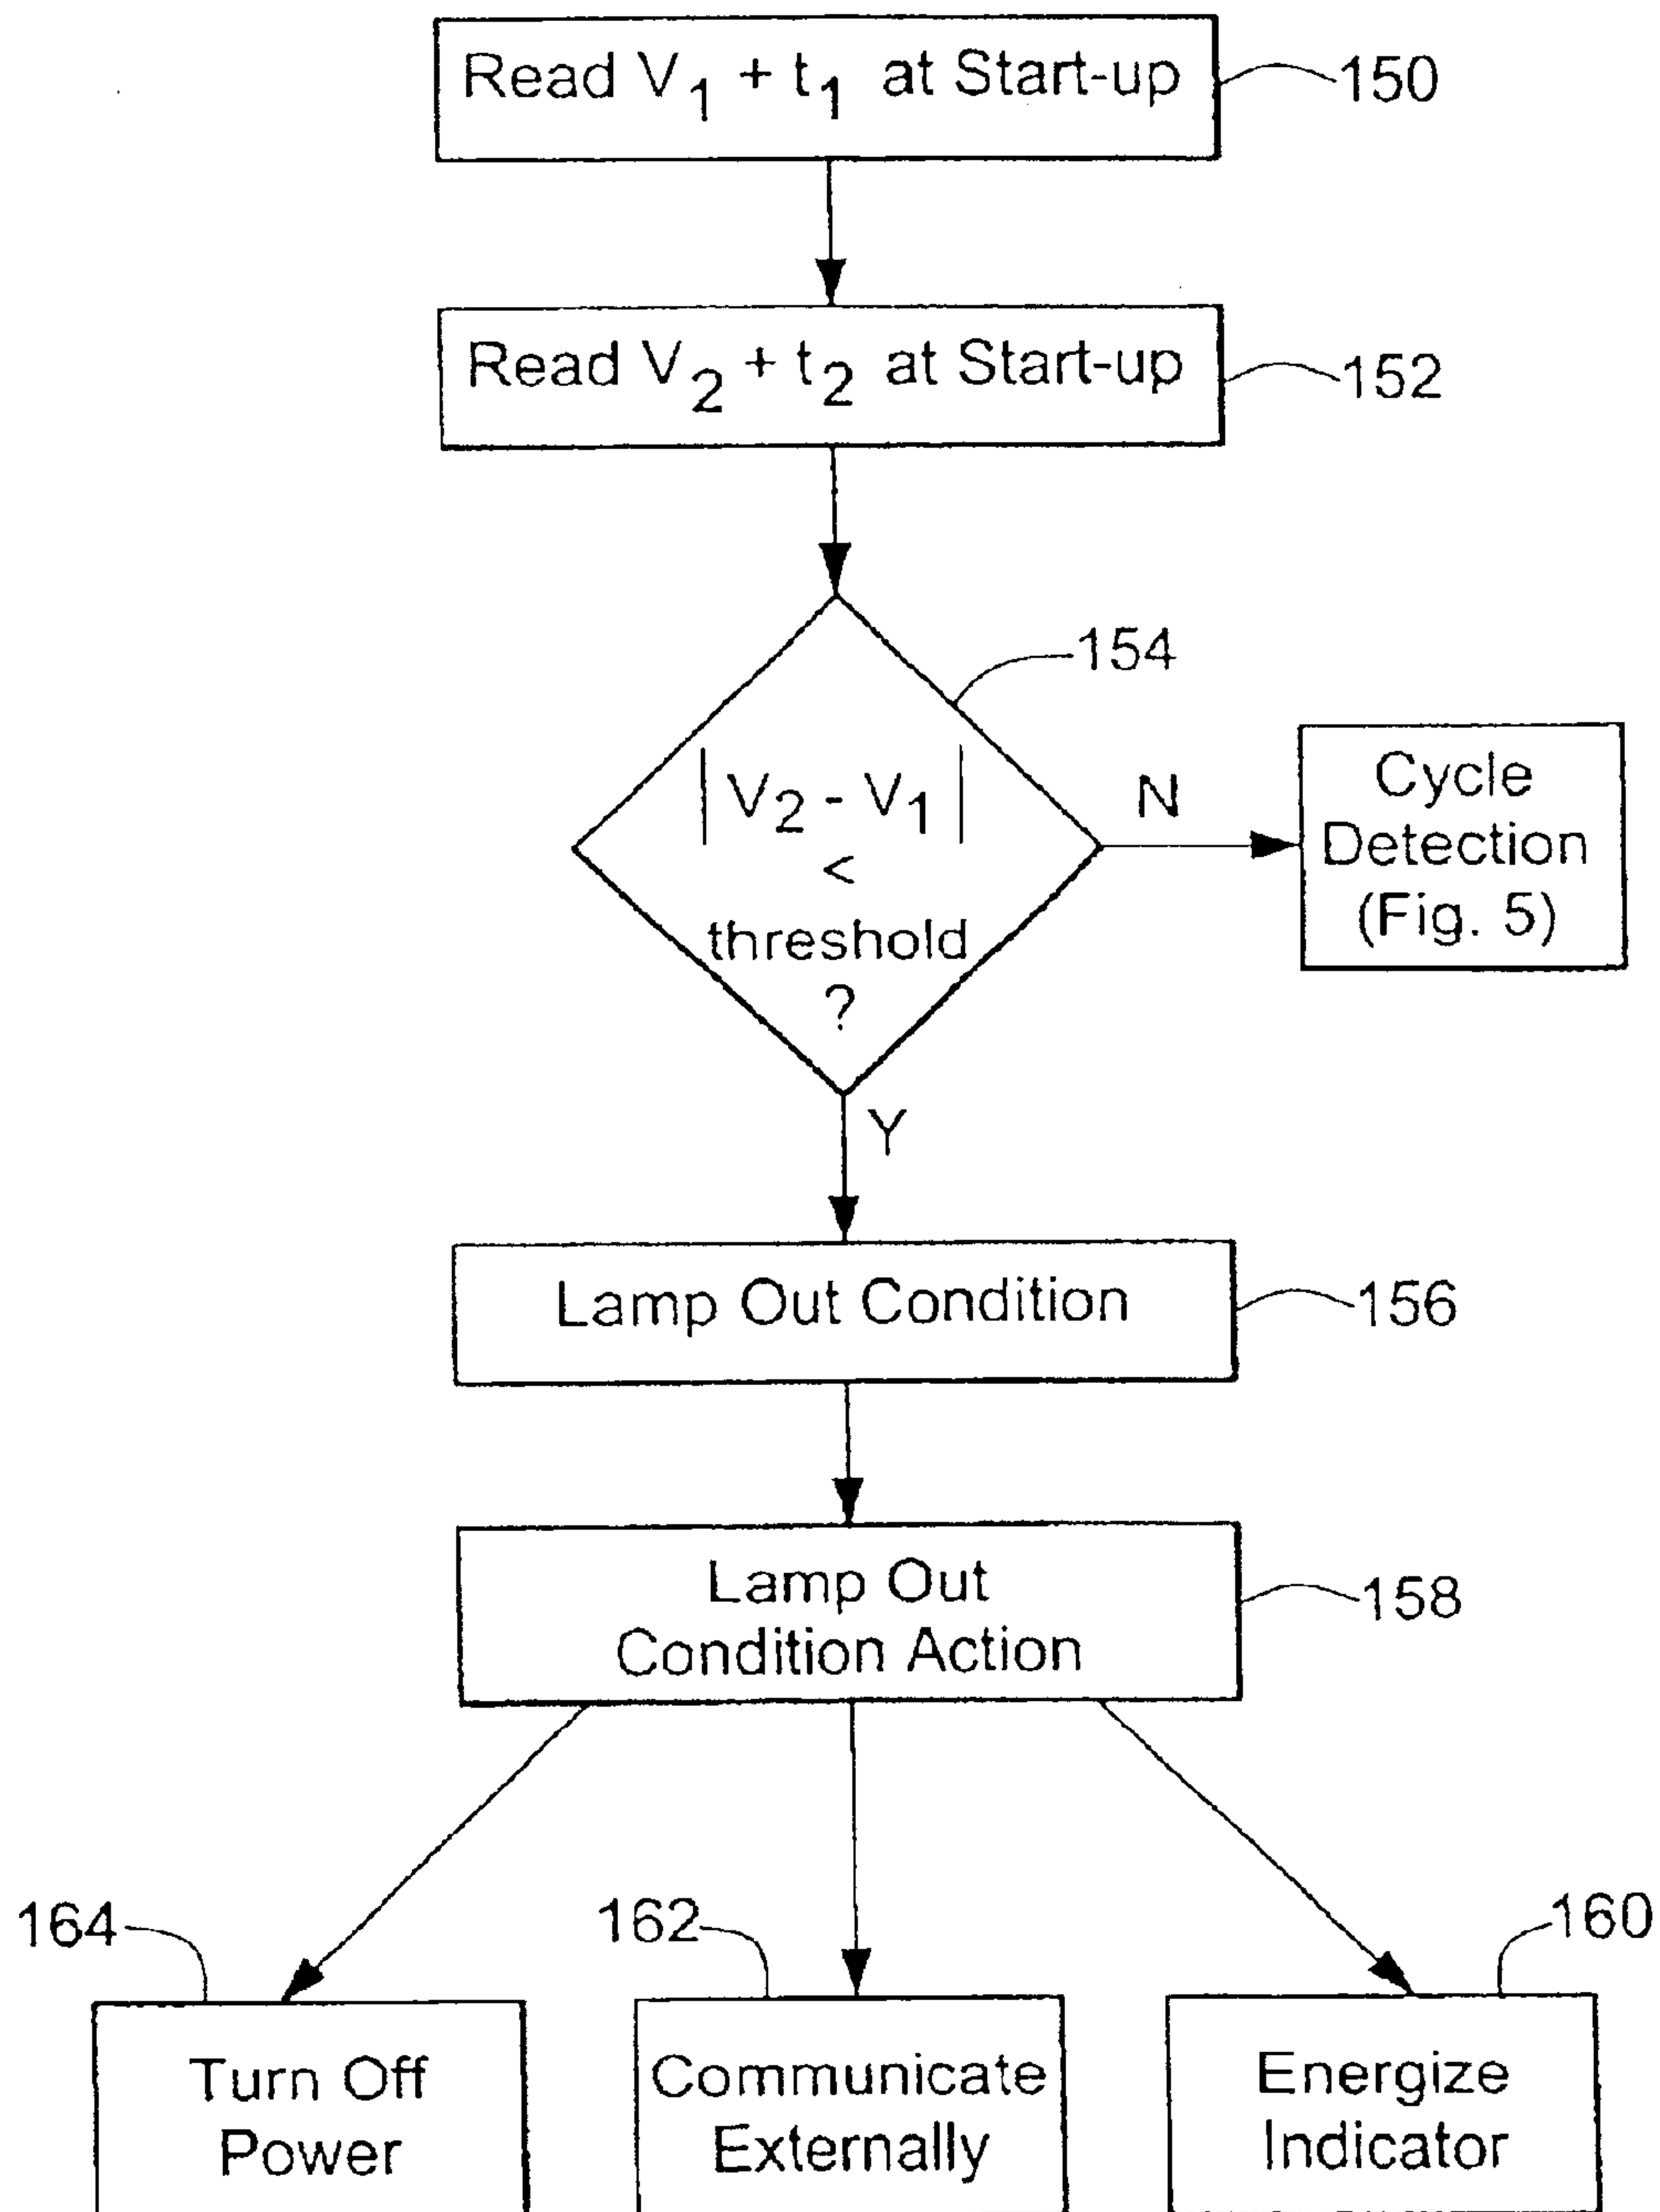 Read V1 + t1 at Start-up
150
Read V2 + t2 at Start-up
152
154
| V2 - V1 |
<
threshold
?
N
Cycle
Detection
(Fig. 5)
Y
Lamp Out Condition
156
Lamp Out
Condition Action
158
164
162
160
Turn Off
Power
Communicate
Externally
Energize
Indicator